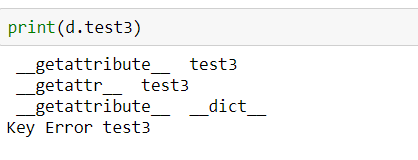 print(d.test3)
__getattribute__  test3
__getattr__  test3
__getattribute__  __dict__
Key Error test3